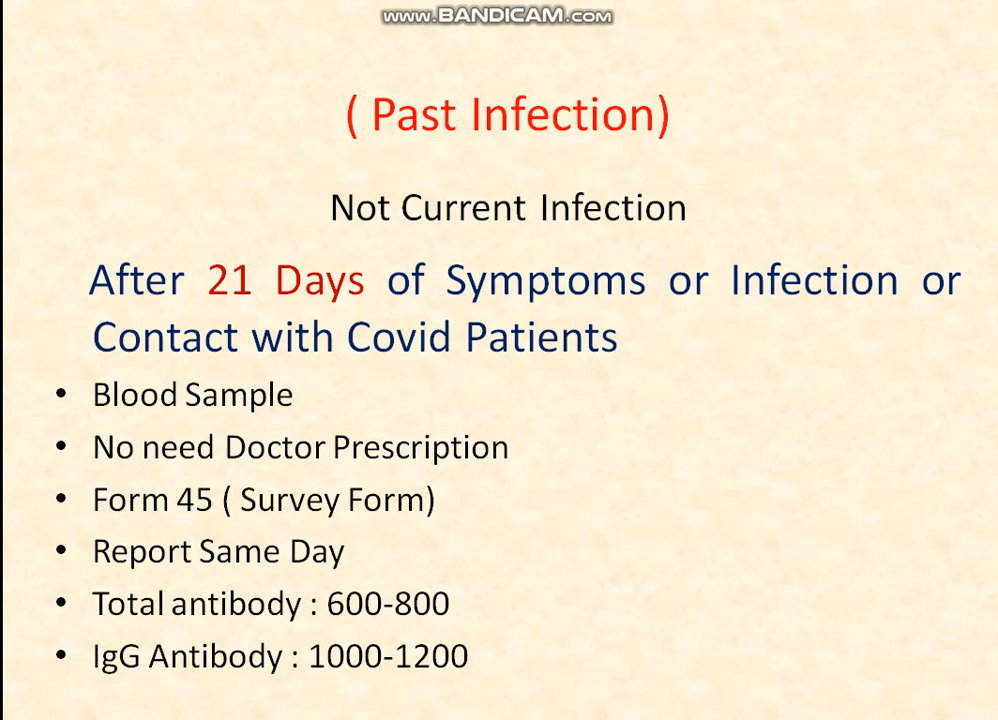 www.BANDICAM.com
( Past Infection)
Not Current Infection
After 21 Days of Symptoms or Infection or
Contact with Covid Patients
• Blood Sample
• No need Doctor Prescription
• Form 45 ( Survey Form)
• Report Same Day
• Total antibody : 600-800
• IgG Antibody : 1000-1200